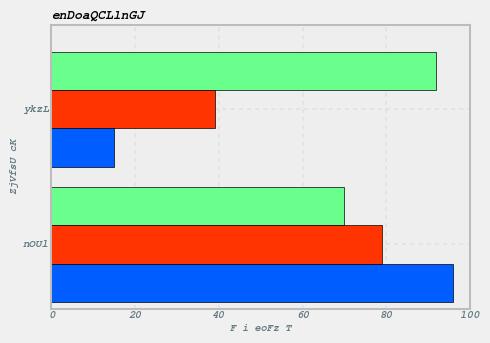 enDoaQCLlnGJ
ykzL
ZjVfsU cK
nOUl
0 20 40 60 80 100
F i eoFz T